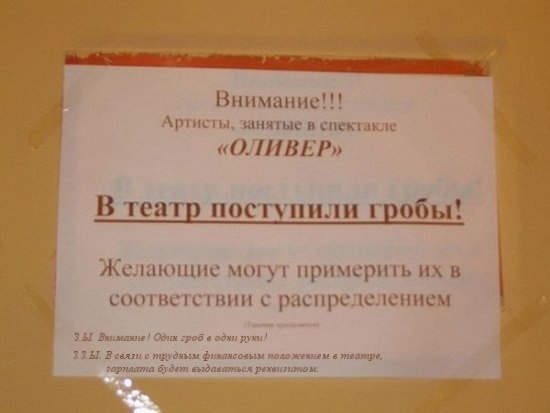 Внимание!!!
Артисты, занятые в спектакле
«ОЛИВЕР»
В театр поступили гробы!
Желающие могут примерить их в
соответствии с распределением
З.Ы. Внимание! Один гроб в одни руки!
З.З.Ы. В связи с трудным финансовым положением в театре,
зарплата будет выдаваться реквизитом.